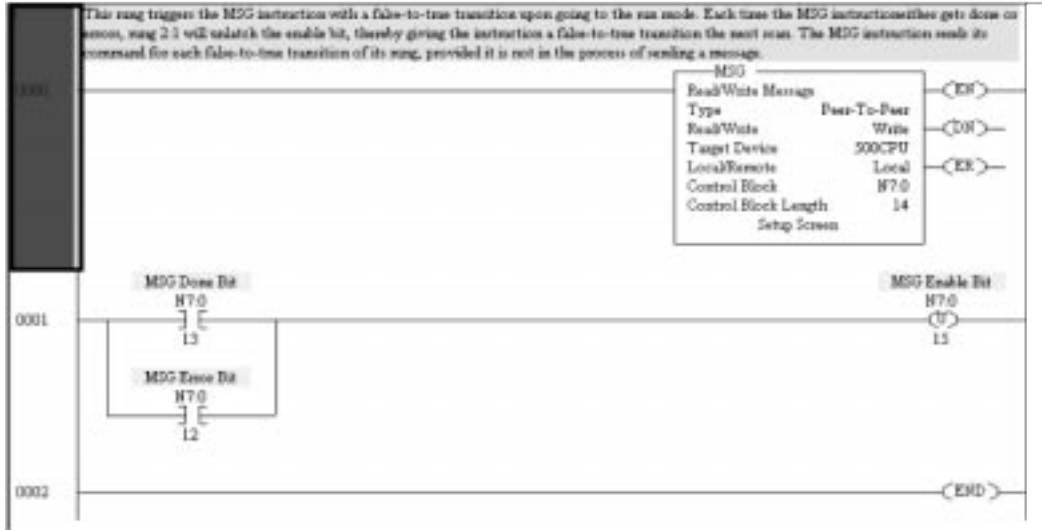 This rung triggers the MSG instruction with a false-to-true transition upon going to the run mode. Each time the MSG instructioneither gets done or
errors, rung 2:1 will unlatch the enable bit, thereby giving the instruction a false-to-true transition the next scan. The MSG instruction sends its
command for each false-to-true transition of its rung, provided it is not in the process of sending a message.
0000
MSG
Read/Write Message
Type Peer-To-Peer
Read/Write Write
Target Device 500CPU
Local/Remote Local
Control Block N7:0
Control Block Length 14
Setup Screen
EN
DN
ER
MSG Done Bit
N7:0
13
MSG Enable Bit
N7:0
U
15
0001
MSG Error Bit
N7:0
12
0002
END